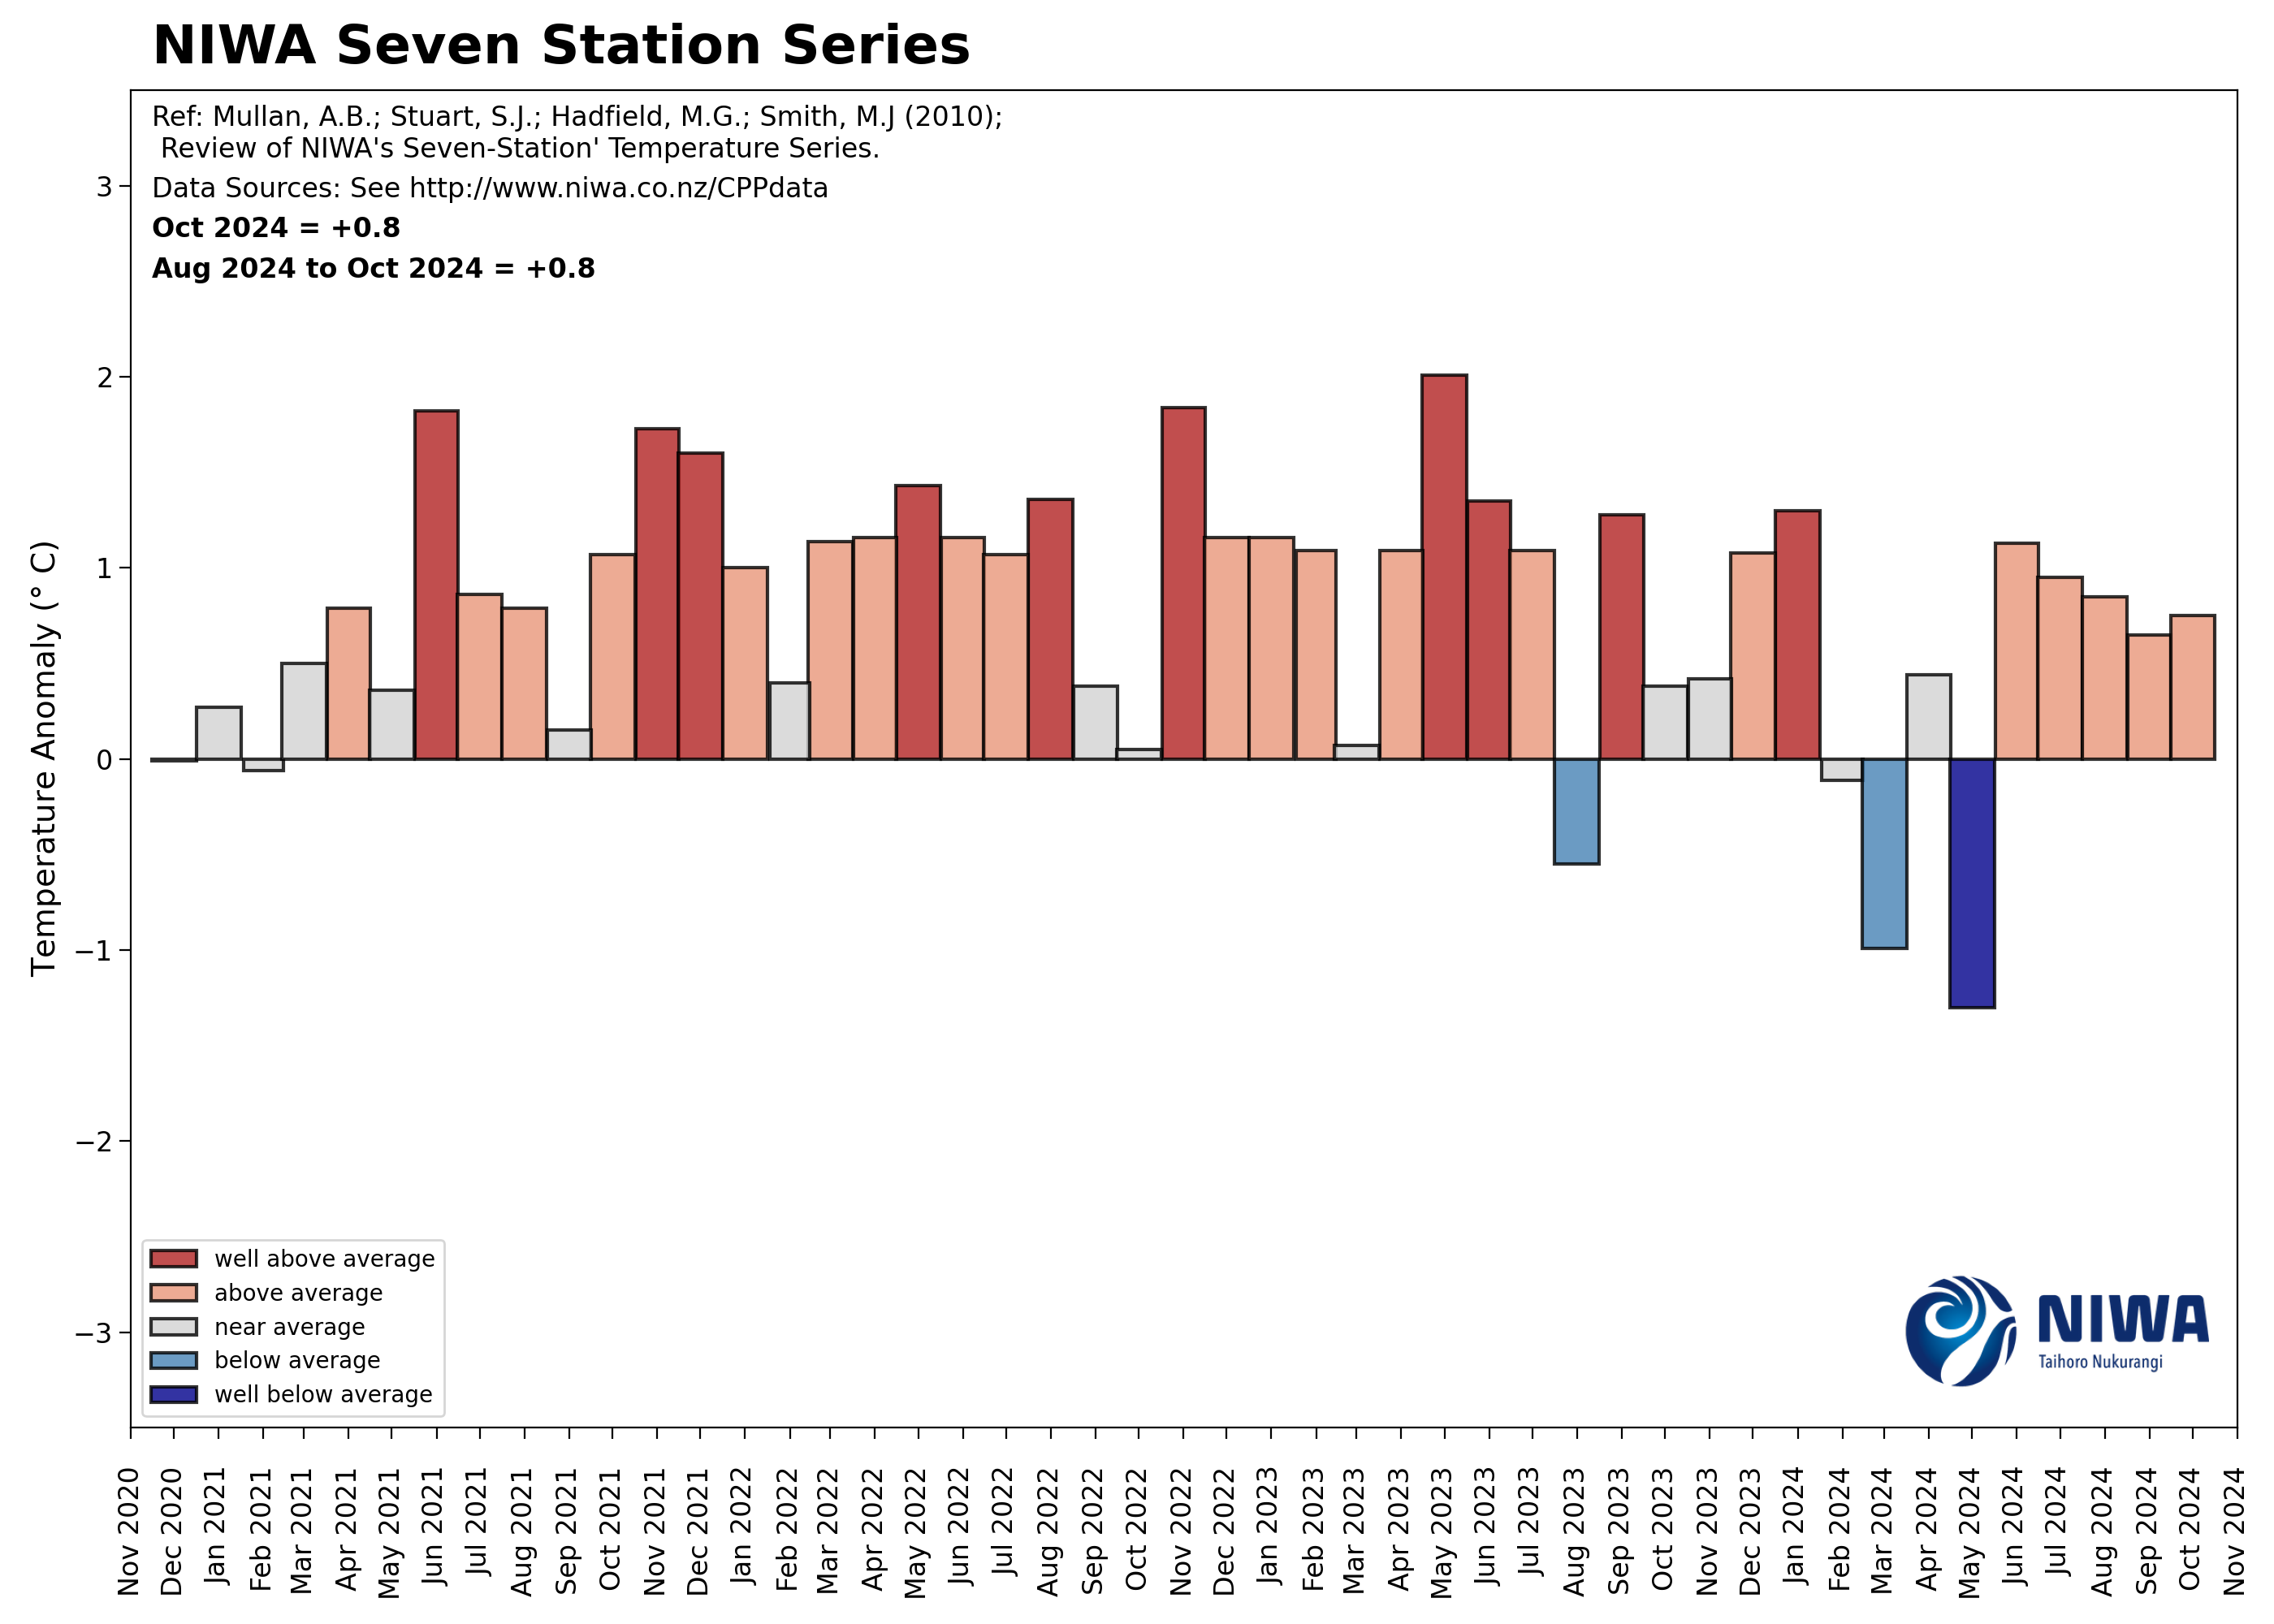 NIWA Seven Station Series
Ref: Mullan, A.B.; Stuart, S.J.; Hadfield, M.G.; Smith, M.J (2010);
Review of NIWA's Seven-Station' Temperature Series.
Data Sources: See http://www.niwa.co.nz/CPPdata
Oct 2024 = +0.8
Aug 2024 to Oct 2024 = +0.8
Temperature Anomaly (° C)
3
2
1
0
−1
−2
−3
well above average
above average
near average
below average
well below average
NIWA
Taihoro Nukurangi
Nov 2020
Dec 2020
Jan 2021
Feb 2021
Mar 2021
Apr 2021
May 2021
Jun 2021
Jul 2021
Aug 2021
Sep 2021
Oct 2021
Nov 2021
Dec 2021
Jan 2022
Feb 2022
Mar 2022
Apr 2022
May 2022
Jun 2022
Jul 2022
Aug 2022
Sep 2022
Oct 2022
Nov 2022
Dec 2022
Jan 2023
Feb 2023
Mar 2023
Apr 2023
May 2023
Jun 2023
Jul 2023
Aug 2023
Sep 2023
Oct 2023
Nov 2023
Dec 2023
Jan 2024
Feb 2024
Mar 2024
Apr 2024
May 2024
Jun 2024
Jul 2024
Aug 2024
Sep 2024
Oct 2024
Nov 2024